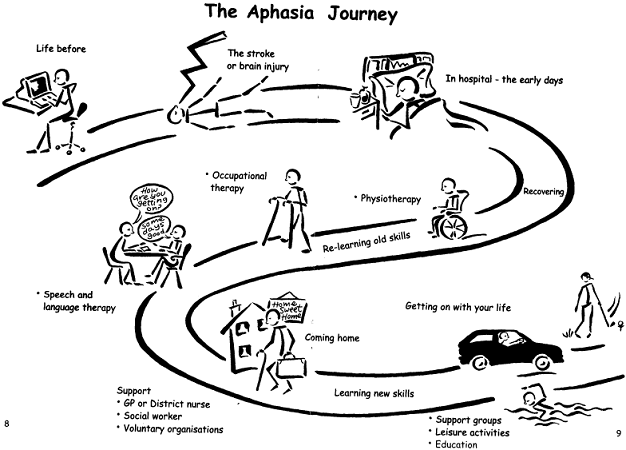 The Aphasia Journey
Life before
The stroke
or brain injury
In hospital - the early days
Recovering
• Physiotherapy
• Occupational
therapy
Re-learning old skills
How
are you
getting
on?
Some
days
good
• Speech and
language therapy
Home
Sweet
Home
Coming home
Getting on with your life
Learning new skills
Support
• GP or District nurse
• Social worker
• Voluntary organisations
• Support groups
• Leisure activities
• Education
8
9